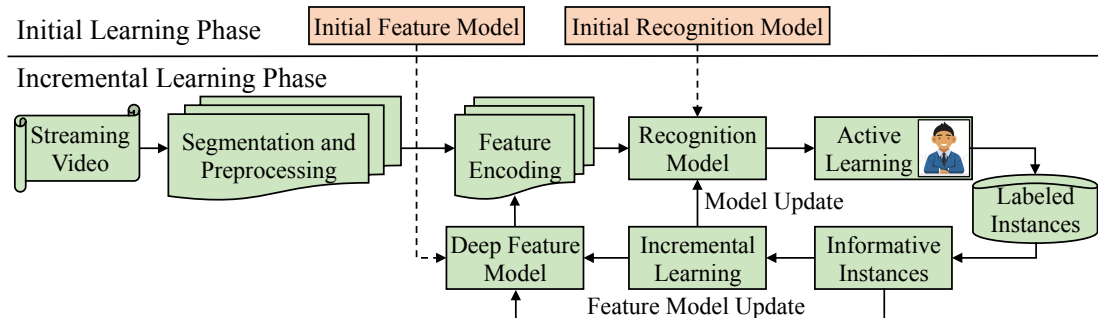 Initial Learning Phase
Initial Feature Model
Initial Recognition Model
Incremental Learning Phase
Streaming
Video
Segmentation and
Preprocessing
Feature
Encoding
Recognition
Model
Active
Learning
Labeled
Instances
Model Update
Deep Feature
Model
Incremental
Learning
Informative
Instances
Feature Model Update